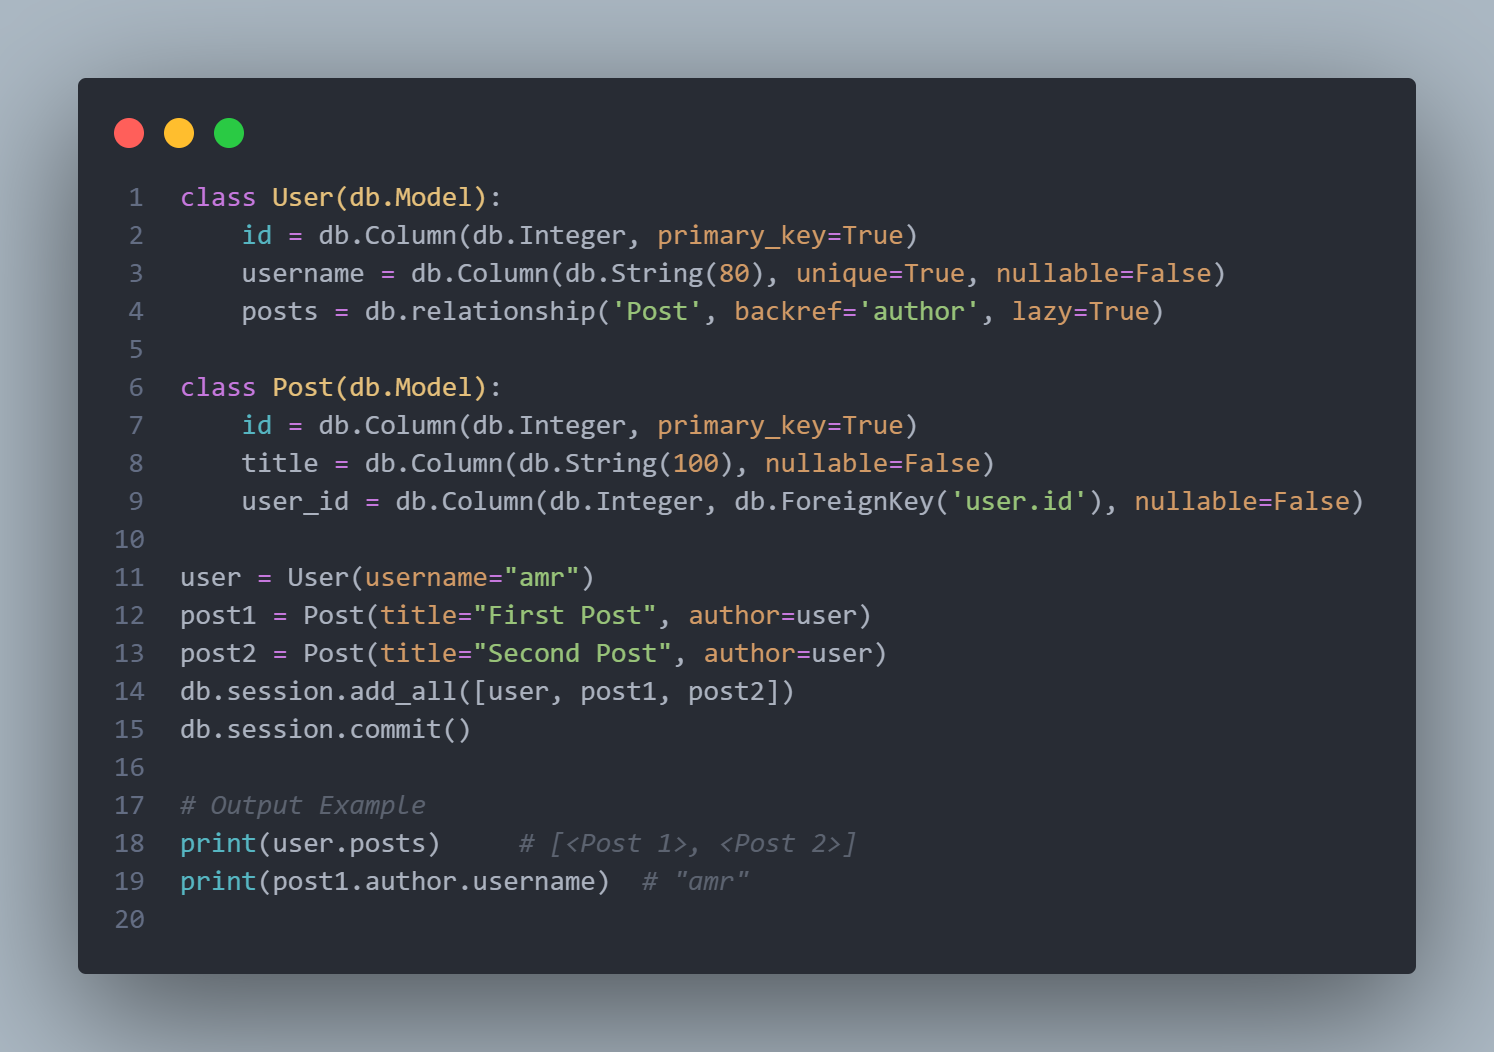 1 class User(db.Model):
2     id = db.Column(db.Integer, primary_key=True)
3     username = db.Column(db.String(80), unique=True, nullable=False)
4     posts = db.relationship('Post', backref='author', lazy=True)
5
6 class Post(db.Model):
7     id = db.Column(db.Integer, primary_key=True)
8     title = db.Column(db.String(100), nullable=False)
9     user_id = db.Column(db.Integer, db.ForeignKey('user.id'), nullable=False)
10
11 user = User(username="amr")
12 post1 = Post(title="First Post", author=user)
13 post2 = Post(title="Second Post", author=user)
14 db.session.add_all([user, post1, post2])
15 db.session.commit()
16
17 # Output Example
18 print(user.posts)     # [<Post 1>, <Post 2>]
19 print(post1.author.username)  # "amr"
20